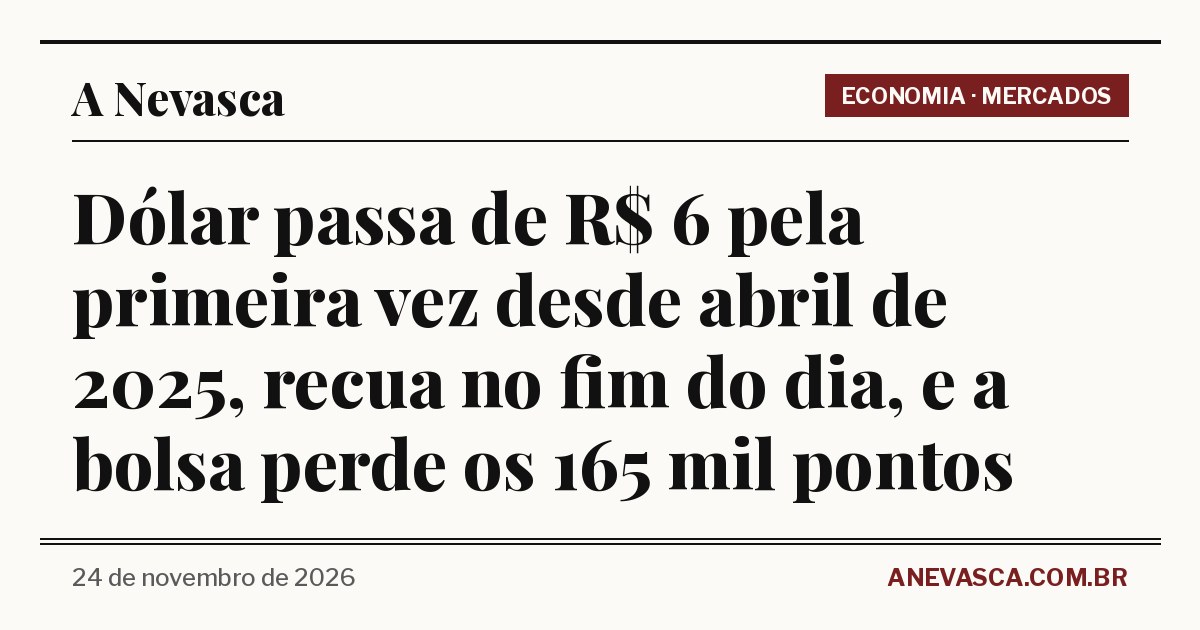 A Nevasca
ECONOMIA · MERCADOS
Dólar passa de R$ 6 pela
primeira vez desde abril de
2025, recua no fim do dia, e a
bolsa perde os 165 mil pontos
24 de novembro de 2026
ANEVASCA.COM.BR